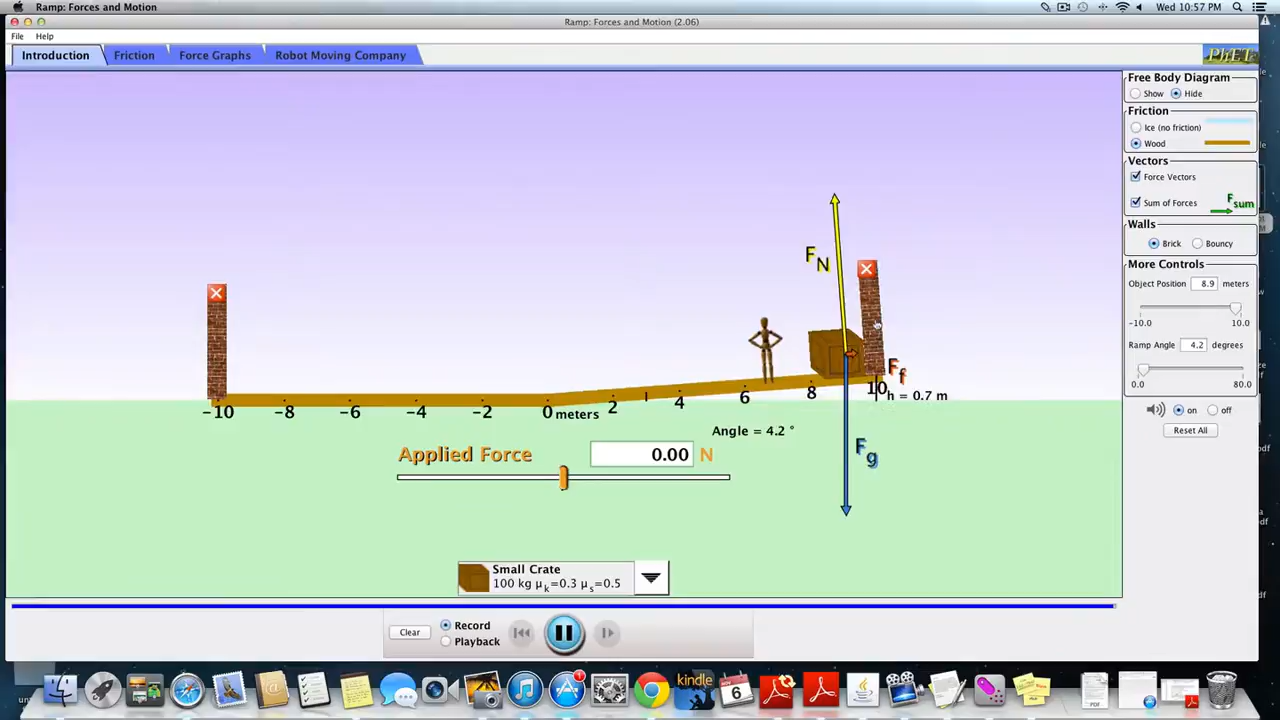 Ramp: Forces and Motion
Wed 10:57 PM
Ramp: Forces and Motion (2.06)
File Help
Introduction Friction Force Graphs Robot Moving Company
PhET
Free Body Diagram
Show Hide
Friction
Ice (no friction)
Wood
Vectors
Force Vectors
Sum of Forces Fsum
Walls
Brick Bouncy
More Controls
Object Position 8.9 meters
-10.0 10.0
Ramp Angle 4.2 degrees
0.0 80.0
on off
Reset All
FN
Ff
Fg
-10 -8 -6 -4 -2 0 meters 2 4 6 8 10
h = 0.7 m
Angle = 4.2 °
Applied Force 0.00 N
Small Crate
100 kg μk=0.3 μs=0.5
Clear
Record
Playback
kindle
6
1